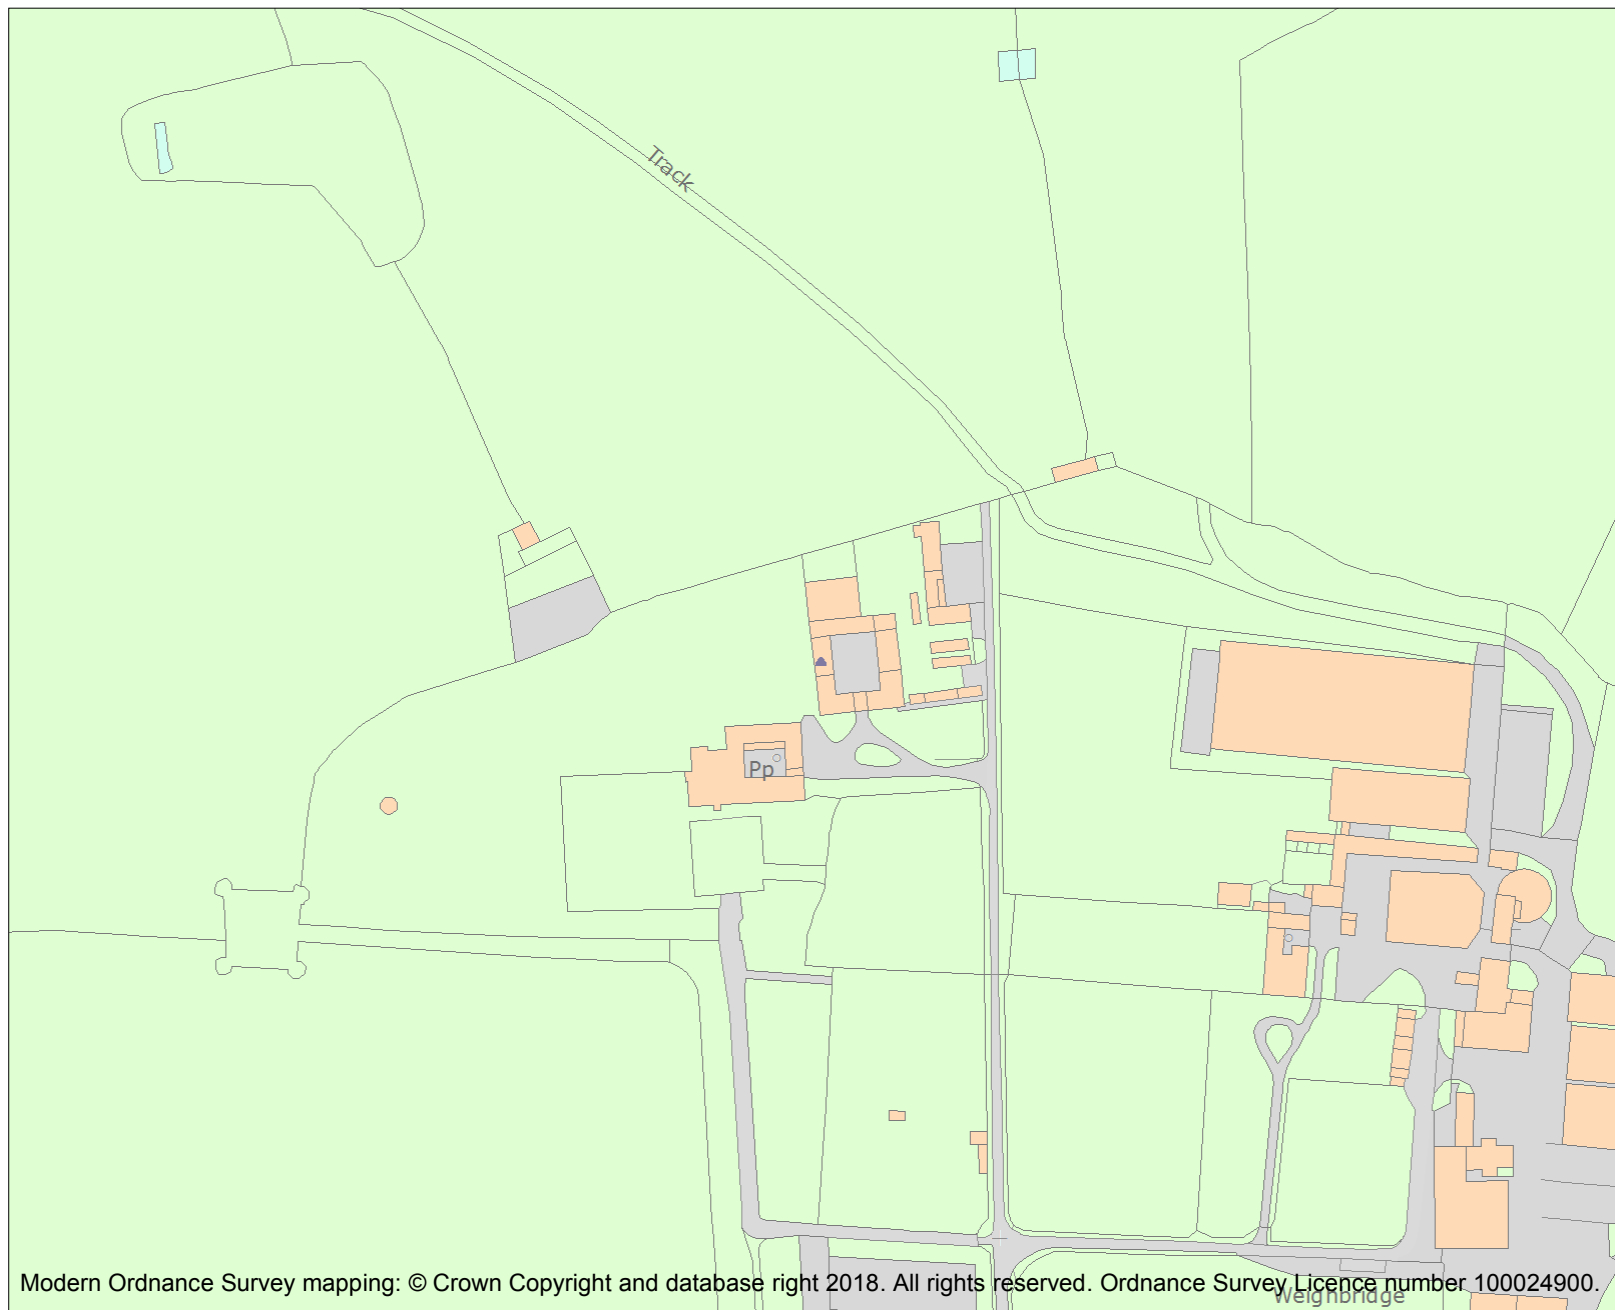 Track
Pp
Modern Ordnance Survey mapping: © Crown Copyright and database right 2018. All rights reserved. Ordnance Survey Licence number 100024900.
Weighbridge